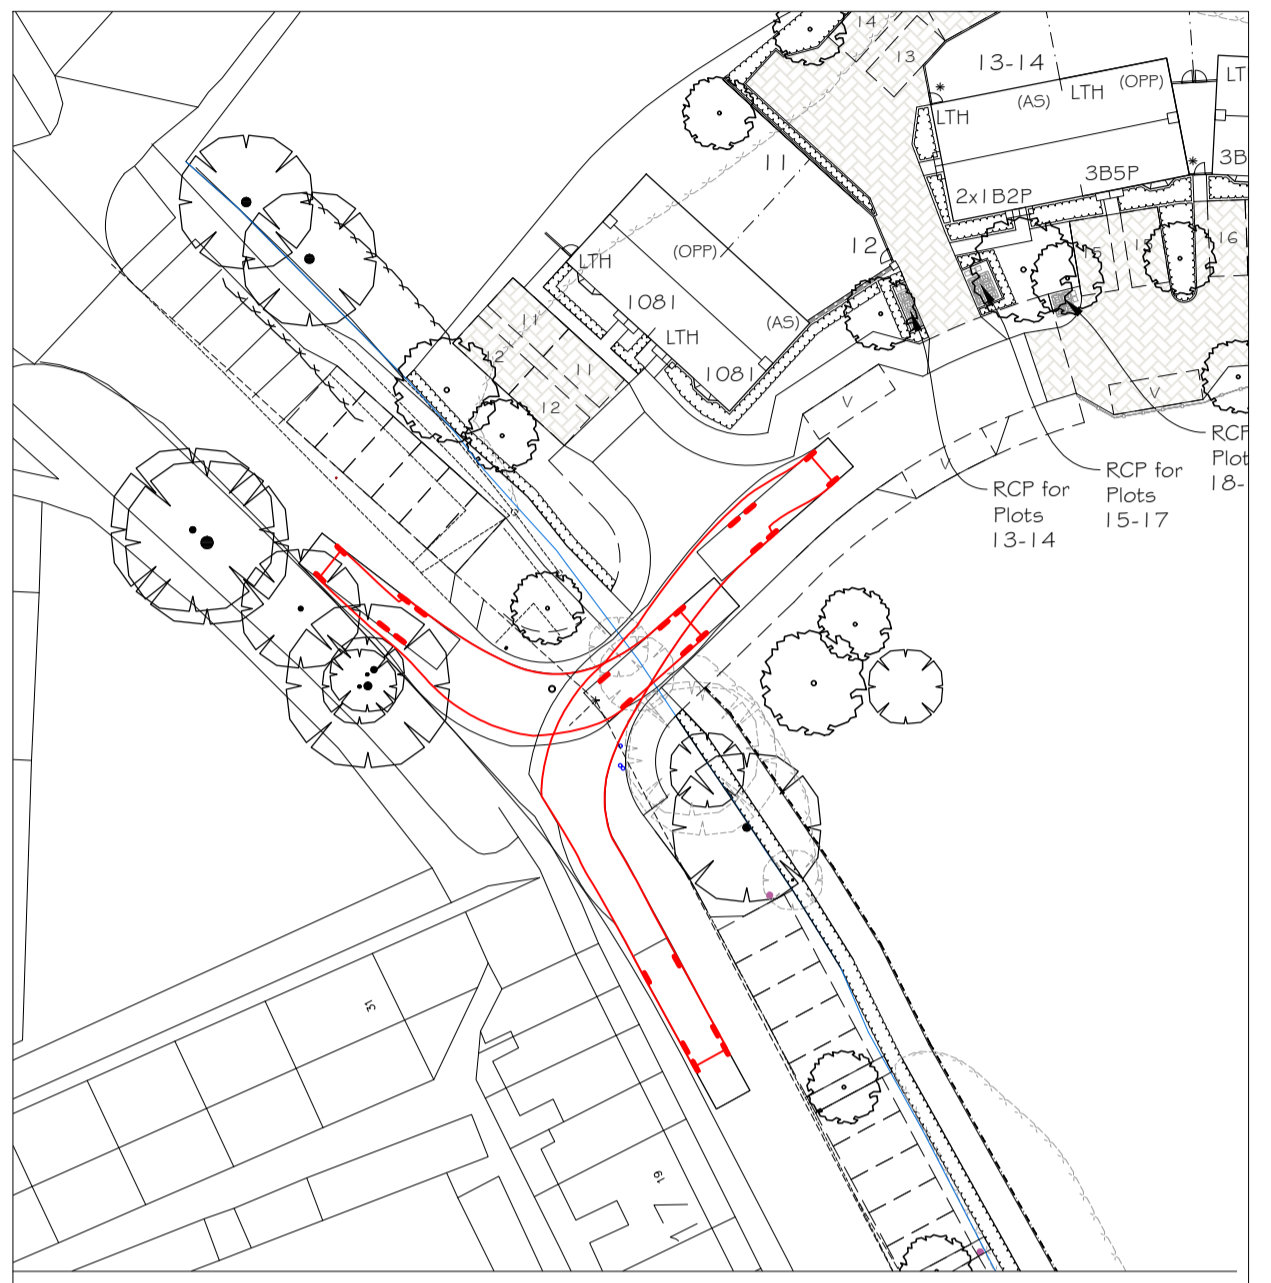 14
13
13-14
(OPP)
LT
LTH
(AS)
LTH
3B
11
3B5P
2x1B2P
12
16
15
(OPP)
LTH
1081
LTH
(AS)
1081
11
12
11
12
V
V
V
RCP for
Plots
13-14
RCP for
Plots
15-17
RCP
Plot
18-
31
19